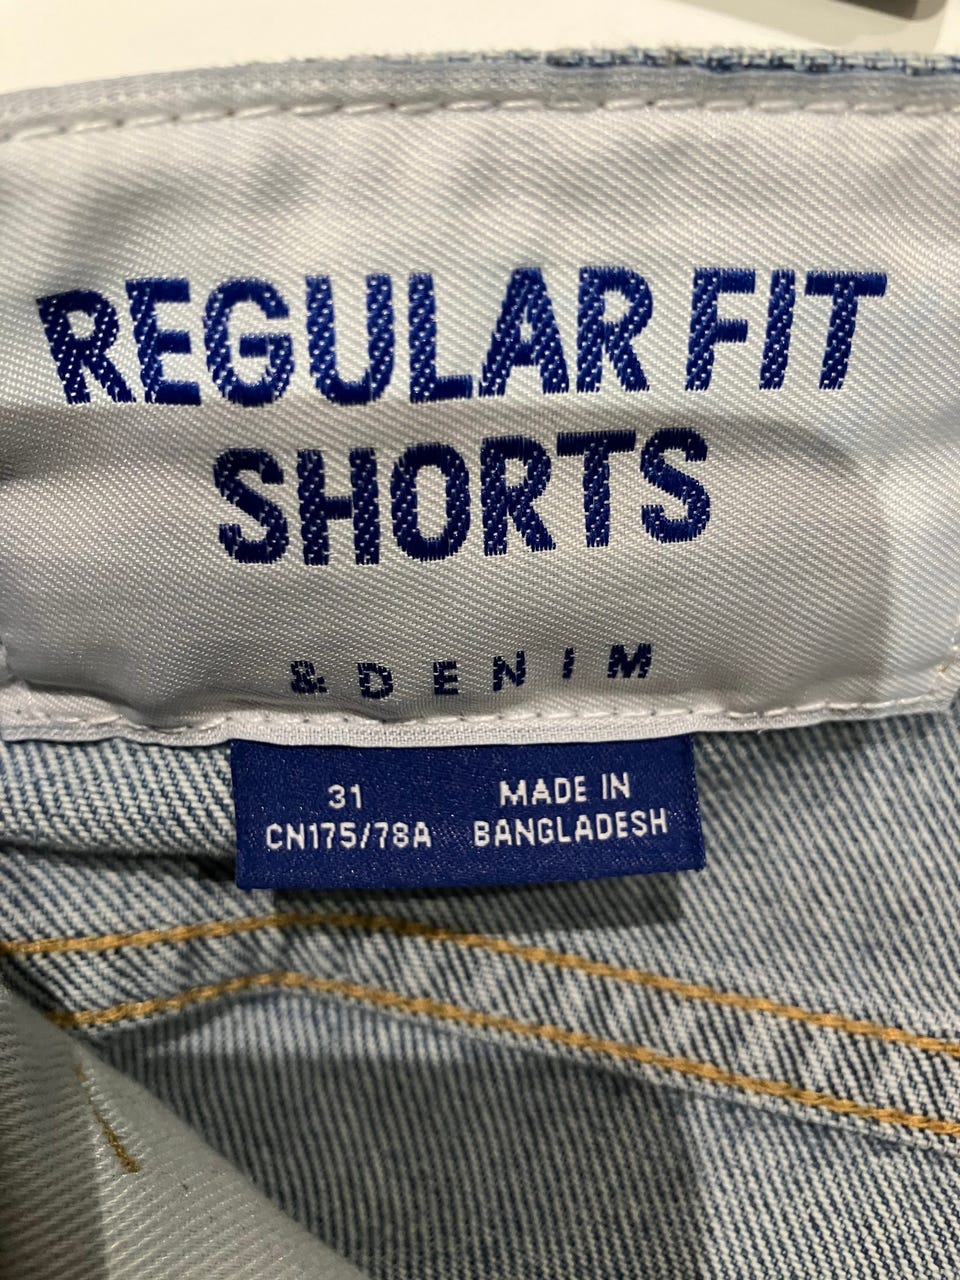 REGULAR FIT
SHORTS
& DENIM
31
CN175/78A
MADE IN
BANGLADESH